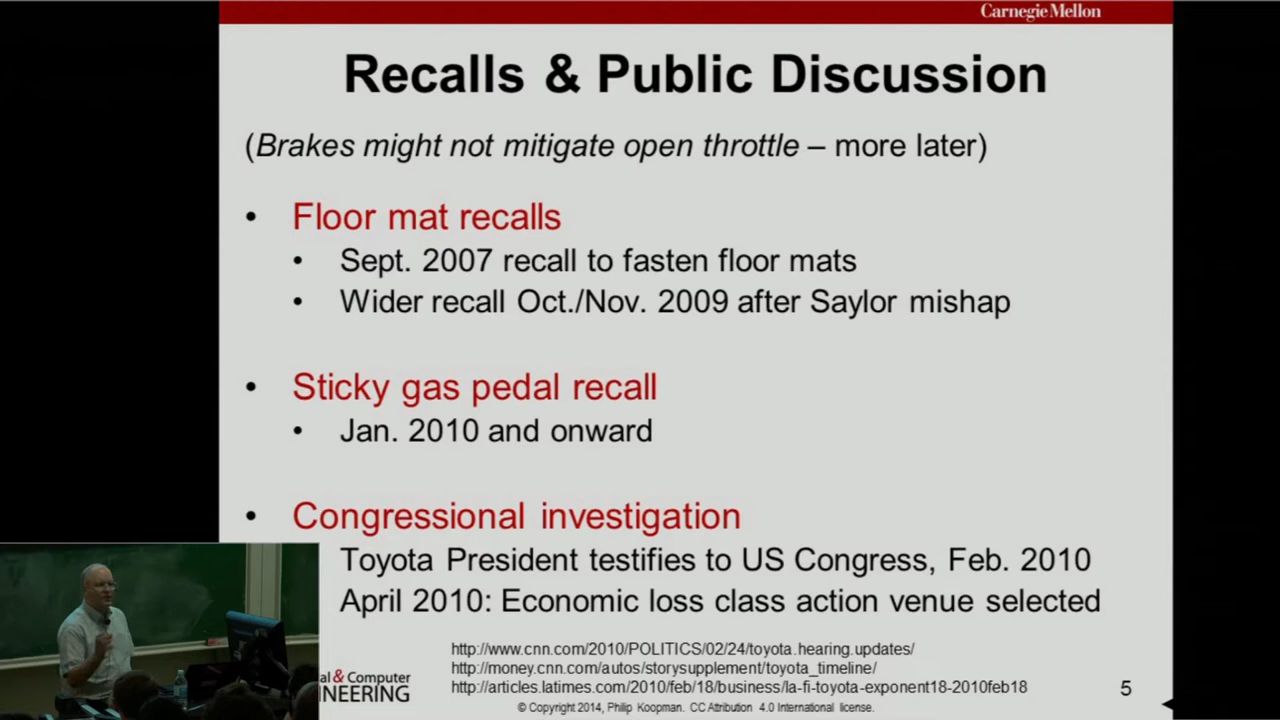 Carnegie Mellon
Recalls & Public Discussion
(Brakes might not mitigate open throttle – more later)
• Floor mat recalls
• Sept. 2007 recall to fasten floor mats
• Wider recall Oct./Nov. 2009 after Saylor mishap
• Sticky gas pedal recall
• Jan. 2010 and onward
• Congressional investigation
Toyota President testifies to US Congress, Feb. 2010
April 2010: Economic loss class action venue selected
http://www.cnn.com/2010/POLITICS/02/24/toyota.hearing.updates/
http://money.cnn.com/autos/storysupplement/toyota_timeline/
http://articles.latimes.com/2010/feb/18/business/la-fi-toyota-exponent18-2010feb18
al & Computer
NEERING
© Copyright 2014, Philip Koopman. CC Attribution 4.0 International license.
5